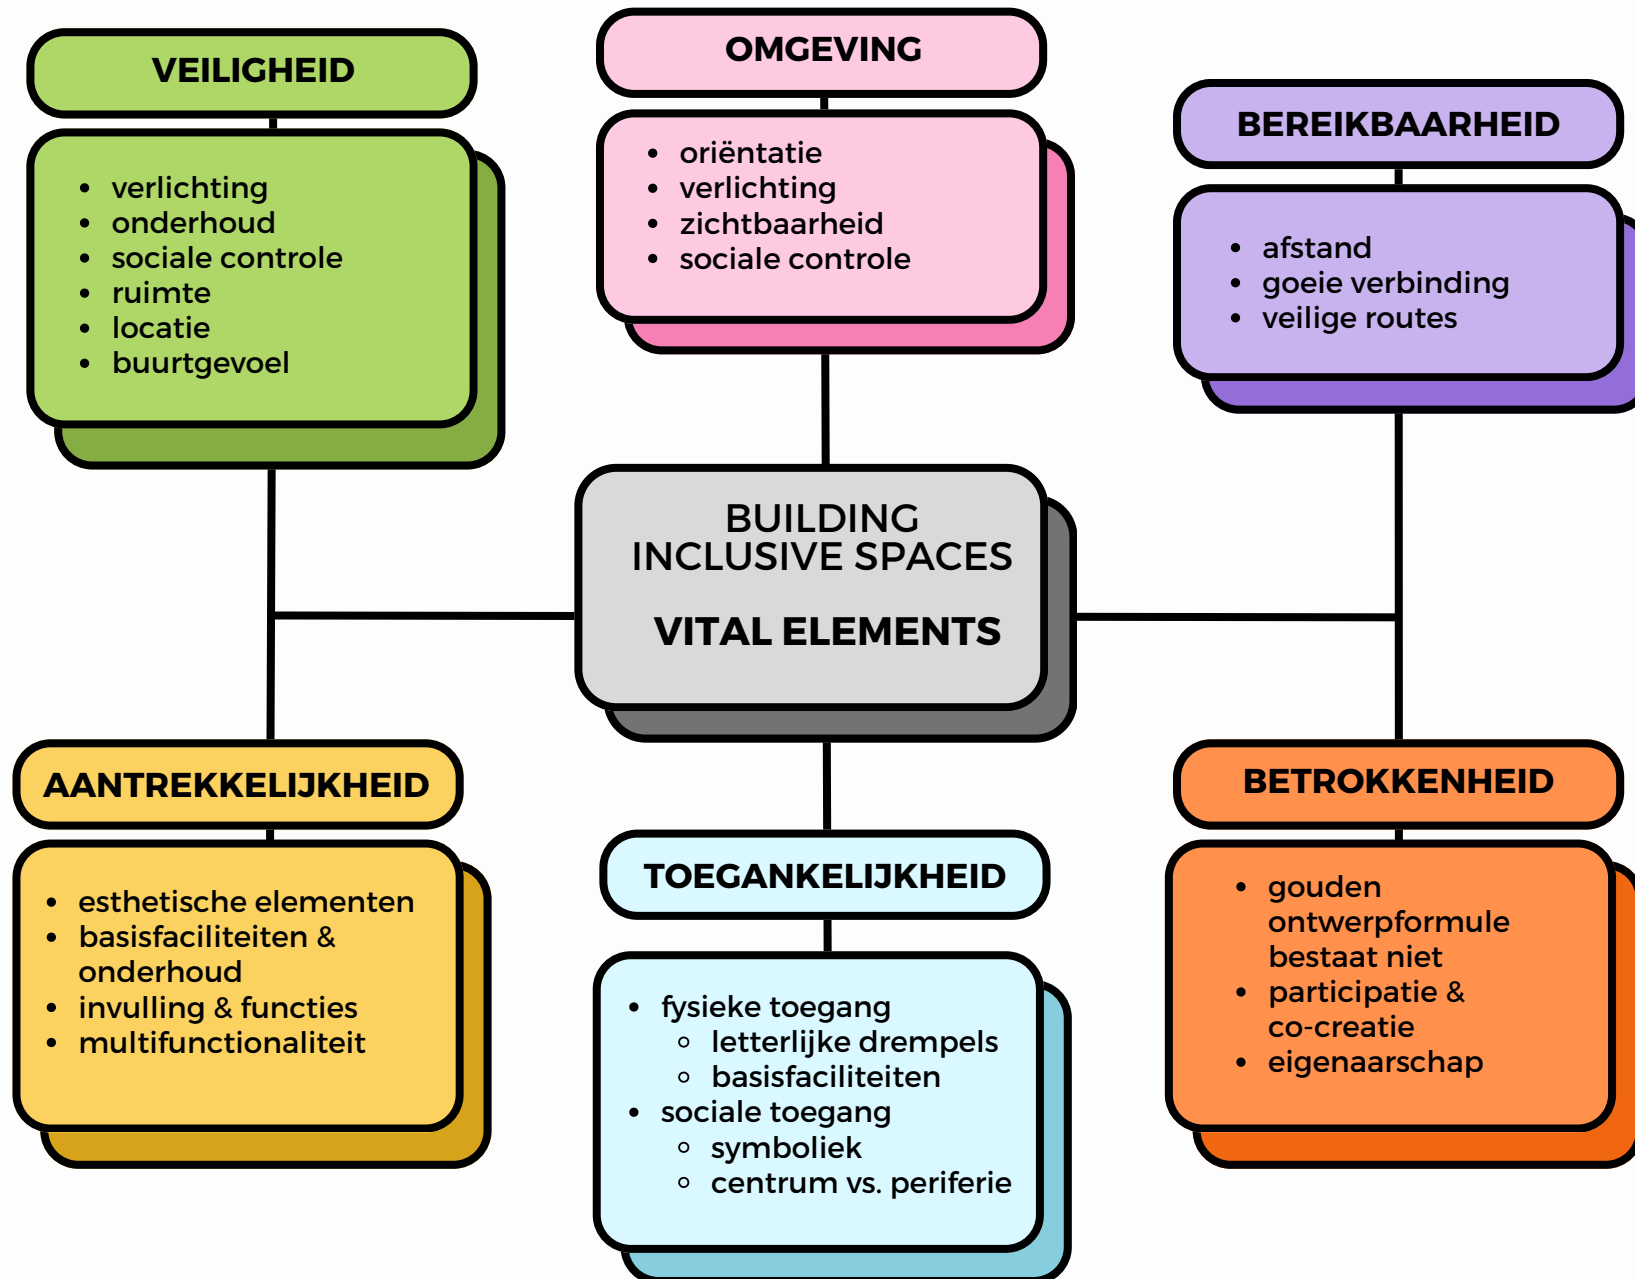 VEILIGHEID
• verlichting
• onderhoud
• sociale controle
• ruimte
• locatie
• buurtgevoel
OMGEVING
• oriëntatie
• verlichting
• zichtbaarheid
• sociale controle
BEREIKBAARHEID
• afstand
• goeie verbinding
• veilige routes
BUILDING
INCLUSIVE SPACES
VITAL ELEMENTS
AANTREKKELIJKHEID
• esthetische elementen
• basisfaciliteiten &
onderhoud
• invulling & functies
• multifunctionaliteit
TOEGANKELIJKHEID
• fysieke toegang
◦ letterlijke drempels
◦ basisfaciliteiten
• sociale toegang
◦ symboliek
◦ centrum vs. periferie
BETROKKENHEID
• gouden
ontwerpformule
bestaat niet
• participatie &
co-creatie
• eigenaarschap